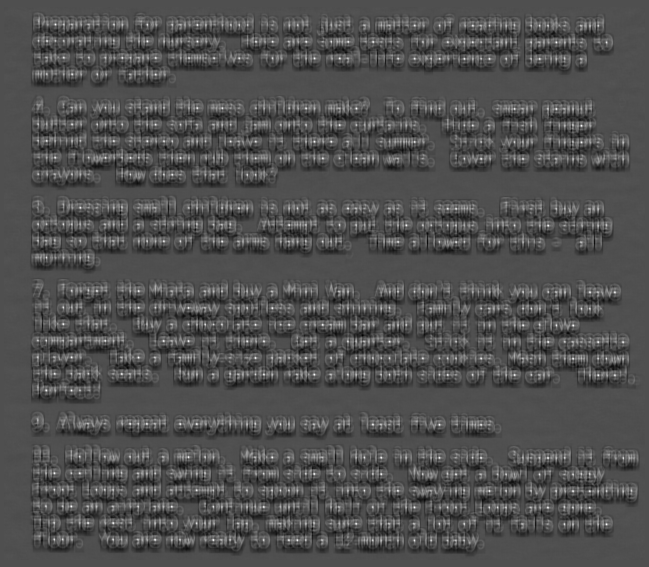 Preparation for parenthood is not just a matter of reading books and
decorating the nursery. Here are some tests for expectant parents to
take to prepare themselves for the real-life experience of being a
mother or father.
4. Can you stand the mess children make? To find out, smear peanut
butter onto the sofa and jam onto the curtains. Hide a fish finger
behind the stereo and leave it there all summer. Stick your fingers in
the flowerbeds then rub them on the clean walls. Cover the stains with
crayons. How does that look?
5. Dressing small children is not as easy as it seems. First buy an
octopus and a string bag. Attempt to put the octopus into the string
bag so that none of the arms hang out. Time allowed for this - all
morning.
7. Forget the Miata and buy a Mini Van. And don't think you can leave
it out in the driveway spotless and shining. Family cars don't look
like that. Buy a chocolate ice cream bar and put it in the glove
compartment. Leave it there. Get a quarter. Stick it in the cassette
player. Take a family-size packet of chocolate cookies. Mash them down
the back seats. Run a garden rake along both sides of the car. There!,
Perfect!
9. Always repeat everything you say at least five times.
11. Hollow out a melon. Make a small hole in the side. Suspend it from
the ceiling and swing it from side to side. Now get a bowl of soggy
Froot Loops and attempt to spoon it into the swaying melon by pretending
to be an airplane. Continue until half of the Froot Loops are gone.
Tip the rest into your lap, making sure that a lot of it falls on the
floor. You are now ready to feed a 12-month old baby.